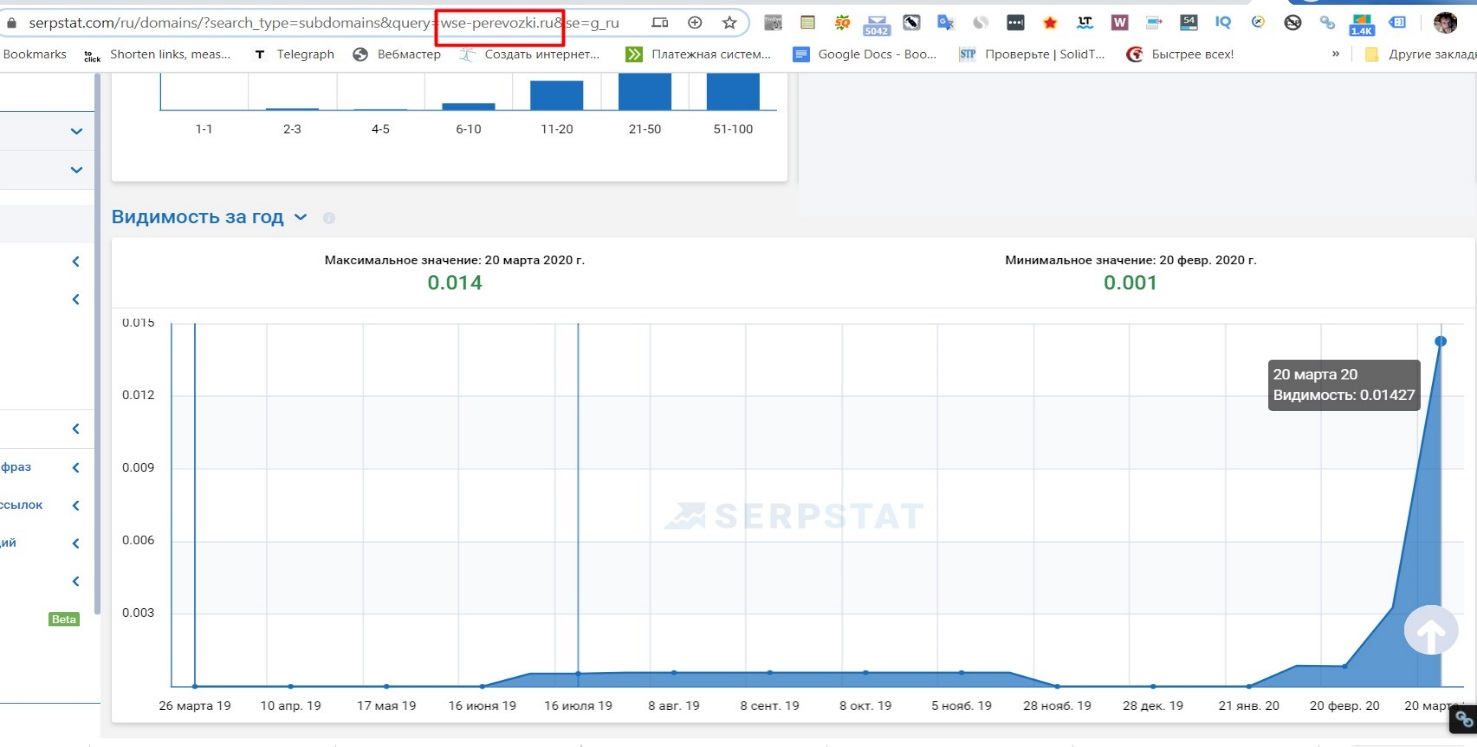 serpstat.com/ru/domains/?search_type=subdomains&query=wse-perevozki.ru&se=g_ru
5042
W
54
IQ
1.4K
Bookmarks
to click
Shorten links, meas...
T
Telegraph
Вебмастер
Создать интернет...
Платежная систем...
Google Docs - Boo...
STP
Проверьте | SolidT...
Быстрее всех!
»
Другие заклад
1-1
2-3
4-5
6-10
11-20
21-50
51-100
Видимость за год
Максимальное значение: 20 марта 2020 г.
0.014
Минимальное значение: 20 февр. 2020 г.
0.001
0.015
0.012
0.009
0.006
0.003
20 марта 20
Видимость: 0.01427
SERPSTAT
фраз
ссылок
ий
Beta
26 марта 19
10 апр. 19
17 мая 19
16 июня 19
16 июля 19
8 авг. 19
8 сент. 19
8 окт. 19
5 нояб. 19
28 нояб. 19
28 дек. 19
21 янв. 20
20 февр. 20
20 марта